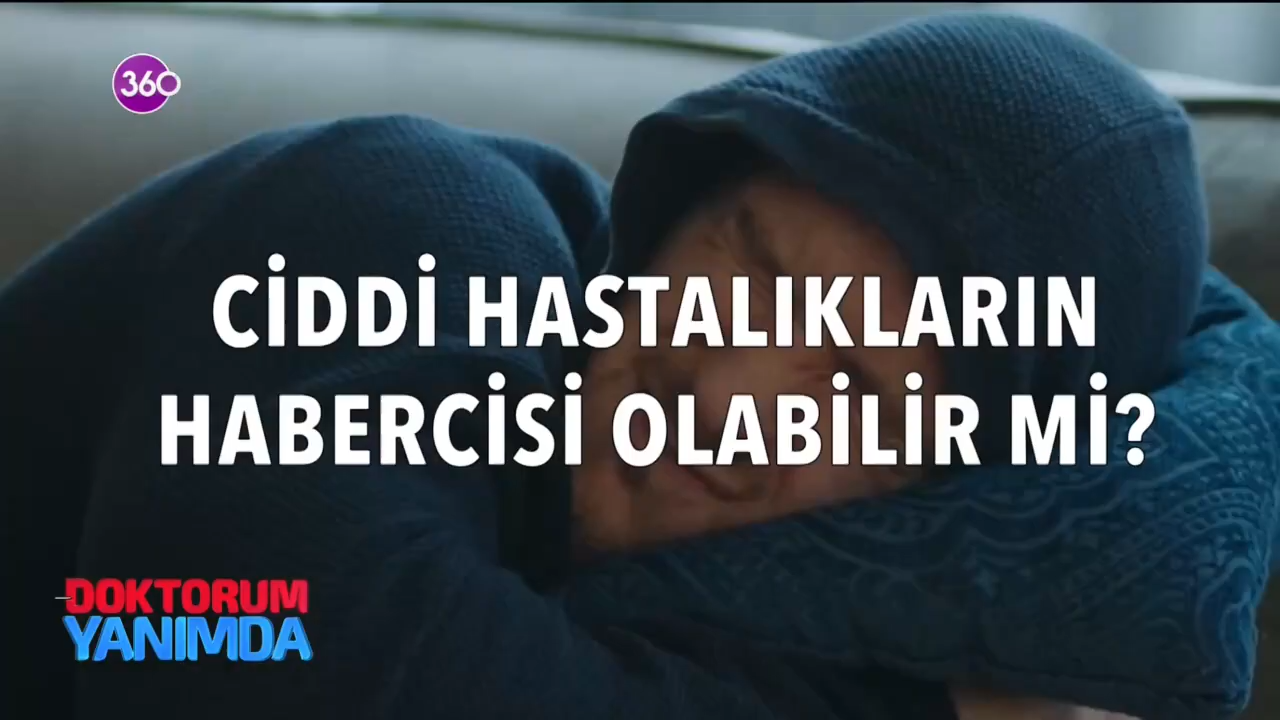 360
CİDDİ HASTALIKLARIN
HABERCİSİ OLABİLİR Mİ?
DOKTORUM
YANIMDA